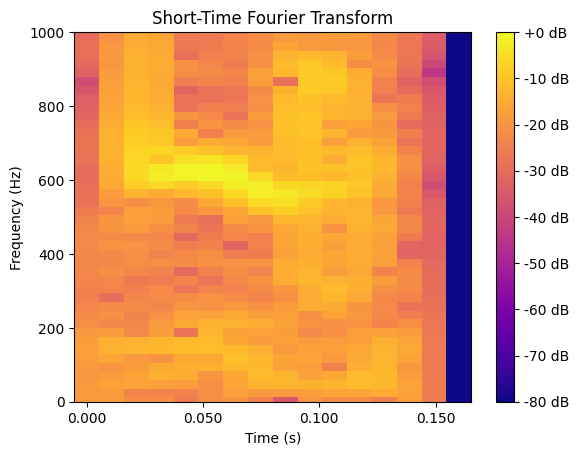 Short-Time Fourier Transform
Frequency (Hz)
1000
800
600
400
200
0
0.000
0.050
0.100
0.150
Time (s)
+0 dB
-10 dB
-20 dB
-30 dB
-40 dB
-50 dB
-60 dB
-70 dB
-80 dB